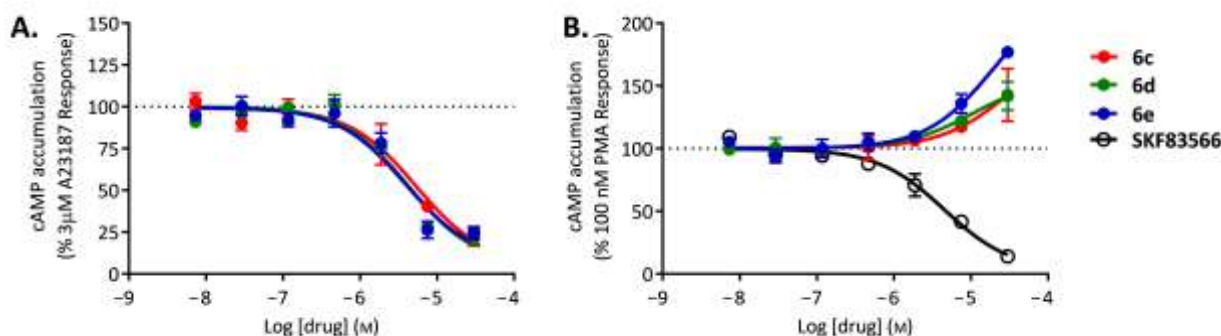 A.
cAMP accumulation
(% 3μM A23187 Response)
150
125
100
75
50
25
0
−9
−8
−7
−6
−5
−4
Log [drug] (M)
B.
cAMP accumulation
(% 100 nM PMA Response)
200
150
100
50
0
−9
−8
−7
−6
−5
−4
Log [drug] (M)
6c
6d
6e
SKF83566